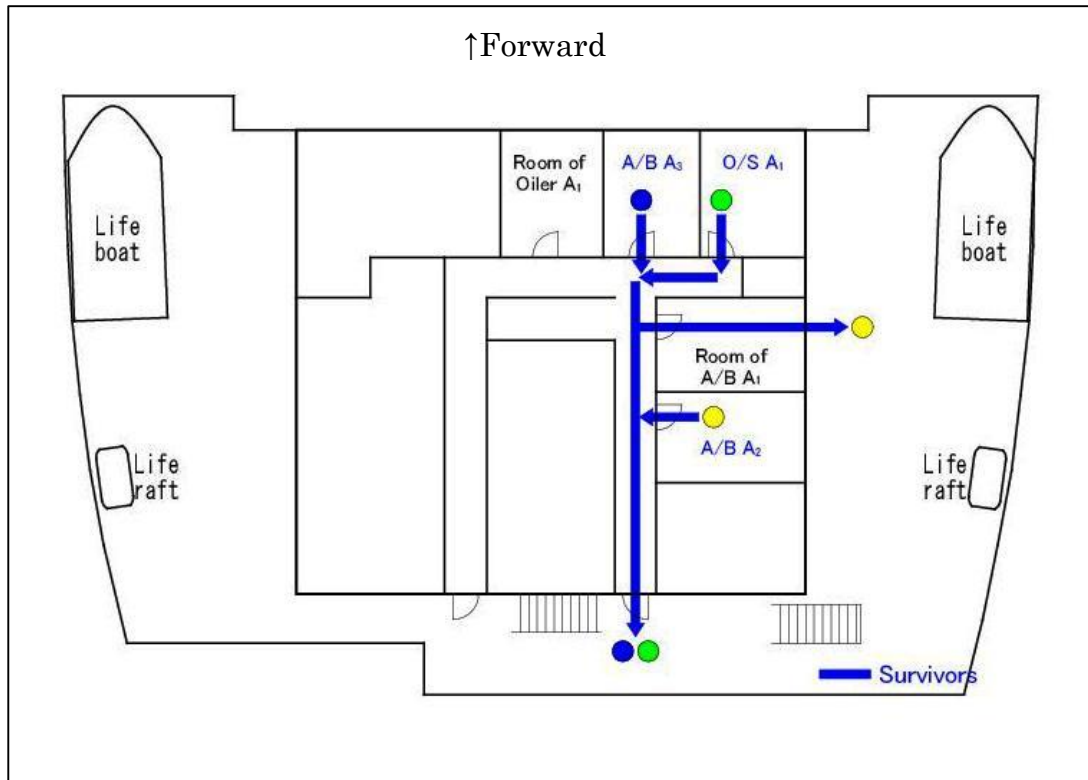 ↑Forward
Room of
Oiler A₁
A/B A₃
O/S A₁
Life
boat
Life
boat
Room of
A/B A₁
A/B A₂
Life
raft
Life
raft
Survivors